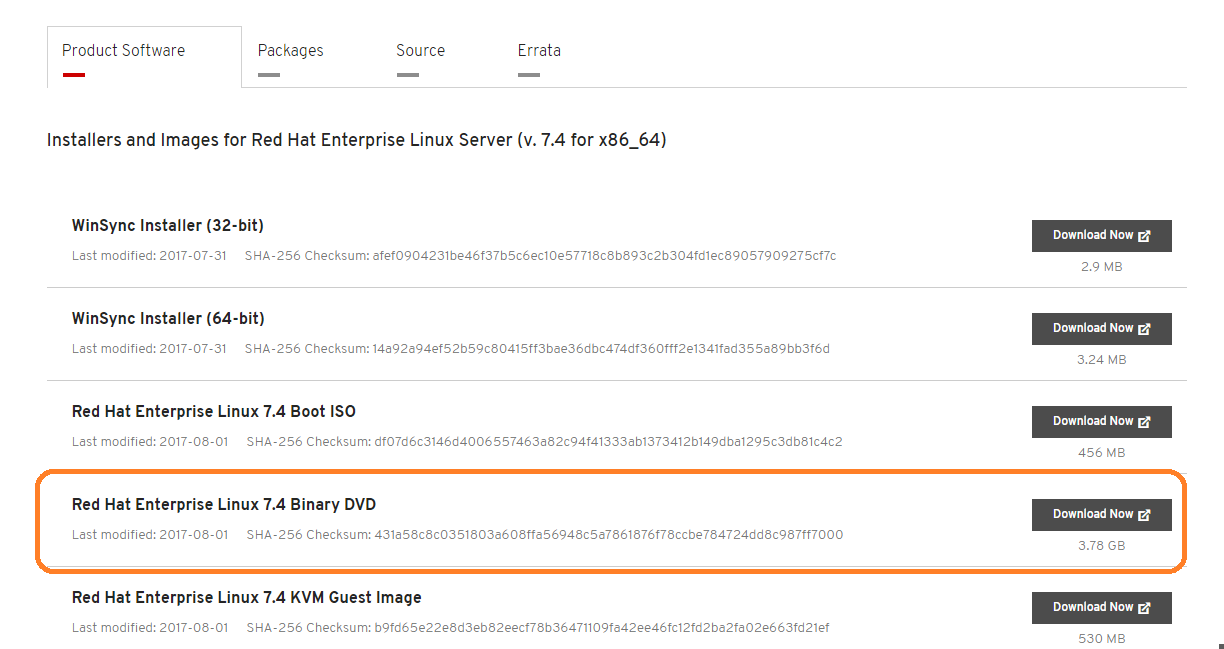 Product Software Packages Source Errata
Installers and Images for Red Hat Enterprise Linux Server (v. 7.4 for x86_64)
WinSync Installer (32-bit)
Download Now
Last modified: 2017-07-31 SHA-256 Checksum: afef0904231be46f37b5c6ec10e57718c8b893c2b304fd1ec89057909275cf7c
2.9 MB
WinSync Installer (64-bit)
Download Now
Last modified: 2017-07-31 SHA-256 Checksum: 14a92a94ef52b59c80415ff3bae36dbc474df360fff2e1341fad355a89bb3f6d
3.24 MB
Red Hat Enterprise Linux 7.4 Boot ISO
Download Now
Last modified: 2017-08-01 SHA-256 Checksum: df07d6c3146d4006557463a82c94f41333ab1373412b149dba1295c3db81c4c2
456 MB
Red Hat Enterprise Linux 7.4 Binary DVD
Download Now
Last modified: 2017-08-01 SHA-256 Checksum: 431a58c8c0351803a608ffa56948c5a7861876f78ccbe784724dd8c987ff7000
3.78 GB
Red Hat Enterprise Linux 7.4 KVM Guest Image
Download Now
Last modified: 2017-08-01 SHA-256 Checksum: b9fd65e22e8d3eb82eecf78b36471109fa42ee46fc12fd2ba2fa02e663fd21ef
530 MB